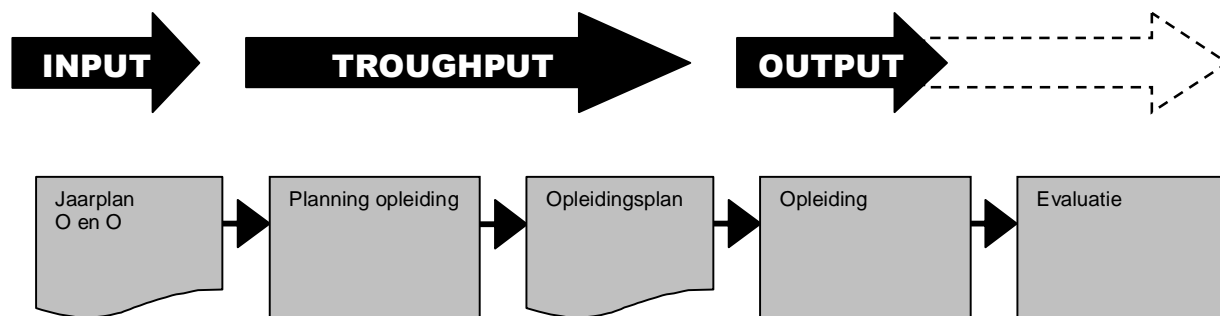 INPUT
TROUGHPUT
OUTPUT
Jaarplan
O en O
Planning opleiding
Opleidingsplan
Opleiding
Evaluatie